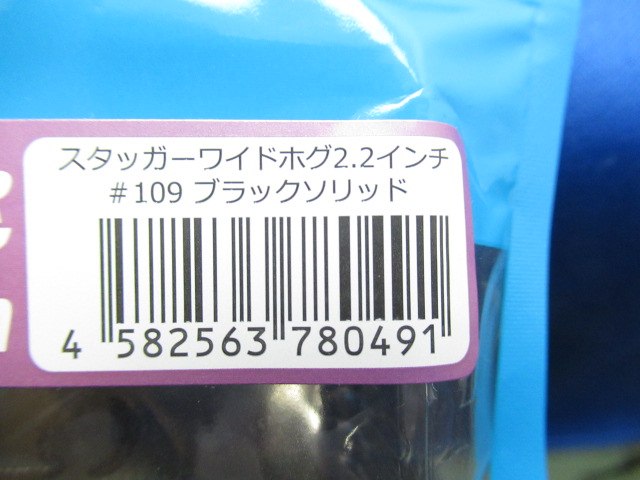 スタッガーワイドホグ2.2インチ
#109 ブラックソリッド
4 582563 780491